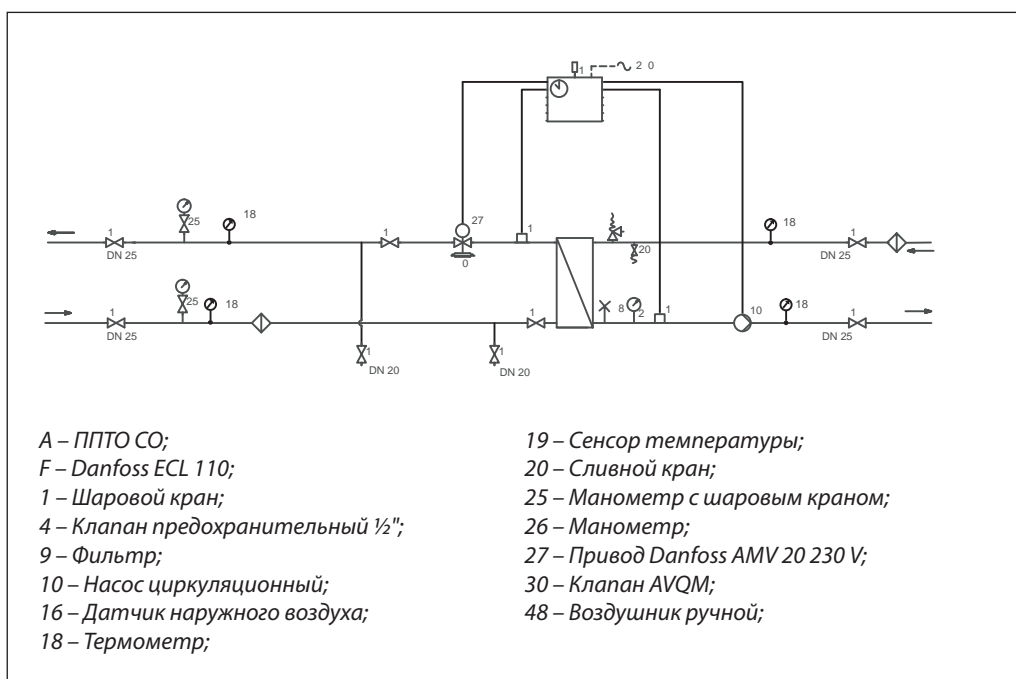 1
2 0
27
18
25
1
1
1
0
20
18
1
DN 25
DN 25
25
18
1
DN 25
1
8
2
1
10
18
1
DN 25
1
DN 20
1
DN 20
A – ППТО СО;
F – Danfoss ECL 110;
1 – Шаровой кран;
4 – Клапан предохранительный ½";
9 – Фильтр;
10 – Насос циркуляционный;
16 – Датчик наружного воздуха;
18 – Термометр;
19 – Сенсор температуры;
20 – Сливной кран;
25 – Манометр с шаровым краном;
26 – Манометр;
27 – Привод Danfoss AMV 20 230 V;
30 – Клапан AVQM;
48 – Воздушник ручной;